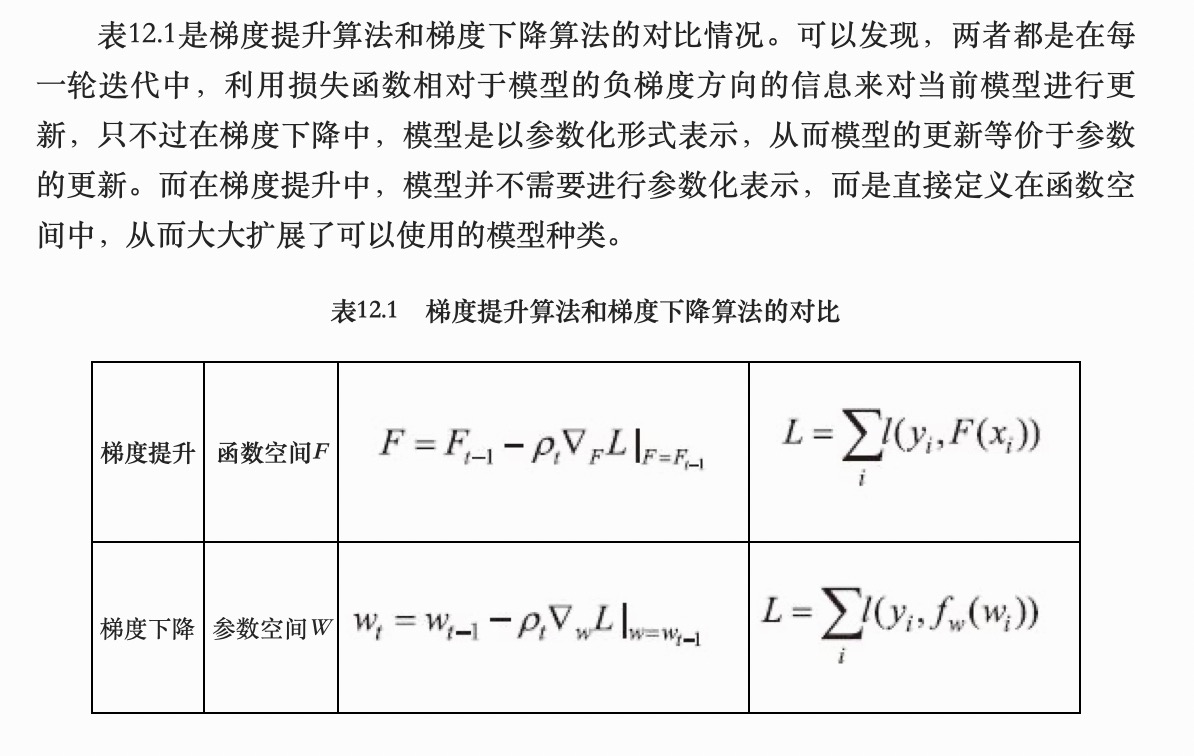 表12.1是梯度提升算法和梯度下降算法的对比情况。可以发现，两者都是在每
一轮迭代中，利用损失函数相对于模型的负梯度方向的信息来对当前模型进行更
新，只不过在梯度下降中，模型是以参数化形式表示，从而模型的更新等价于参数
的更新。而在梯度提升中，模型并不需要进行参数化表示，而是直接定义在函数空
间中，从而大大扩展了可以使用的模型种类。
表12.1 梯度提升算法和梯度下降算法的对比
梯度提升 函数空间F F = F_{t-1} − ρ_t∇_F L|_{F=F_{t-1}} L = ∑_i l(y_i, F(x_i))
梯度下降 参数空间W w_t = w_{t-1} − ρ_t∇_w L|_{w=w_{t-1}} L = ∑_i l(y_i, f_w(w_i))